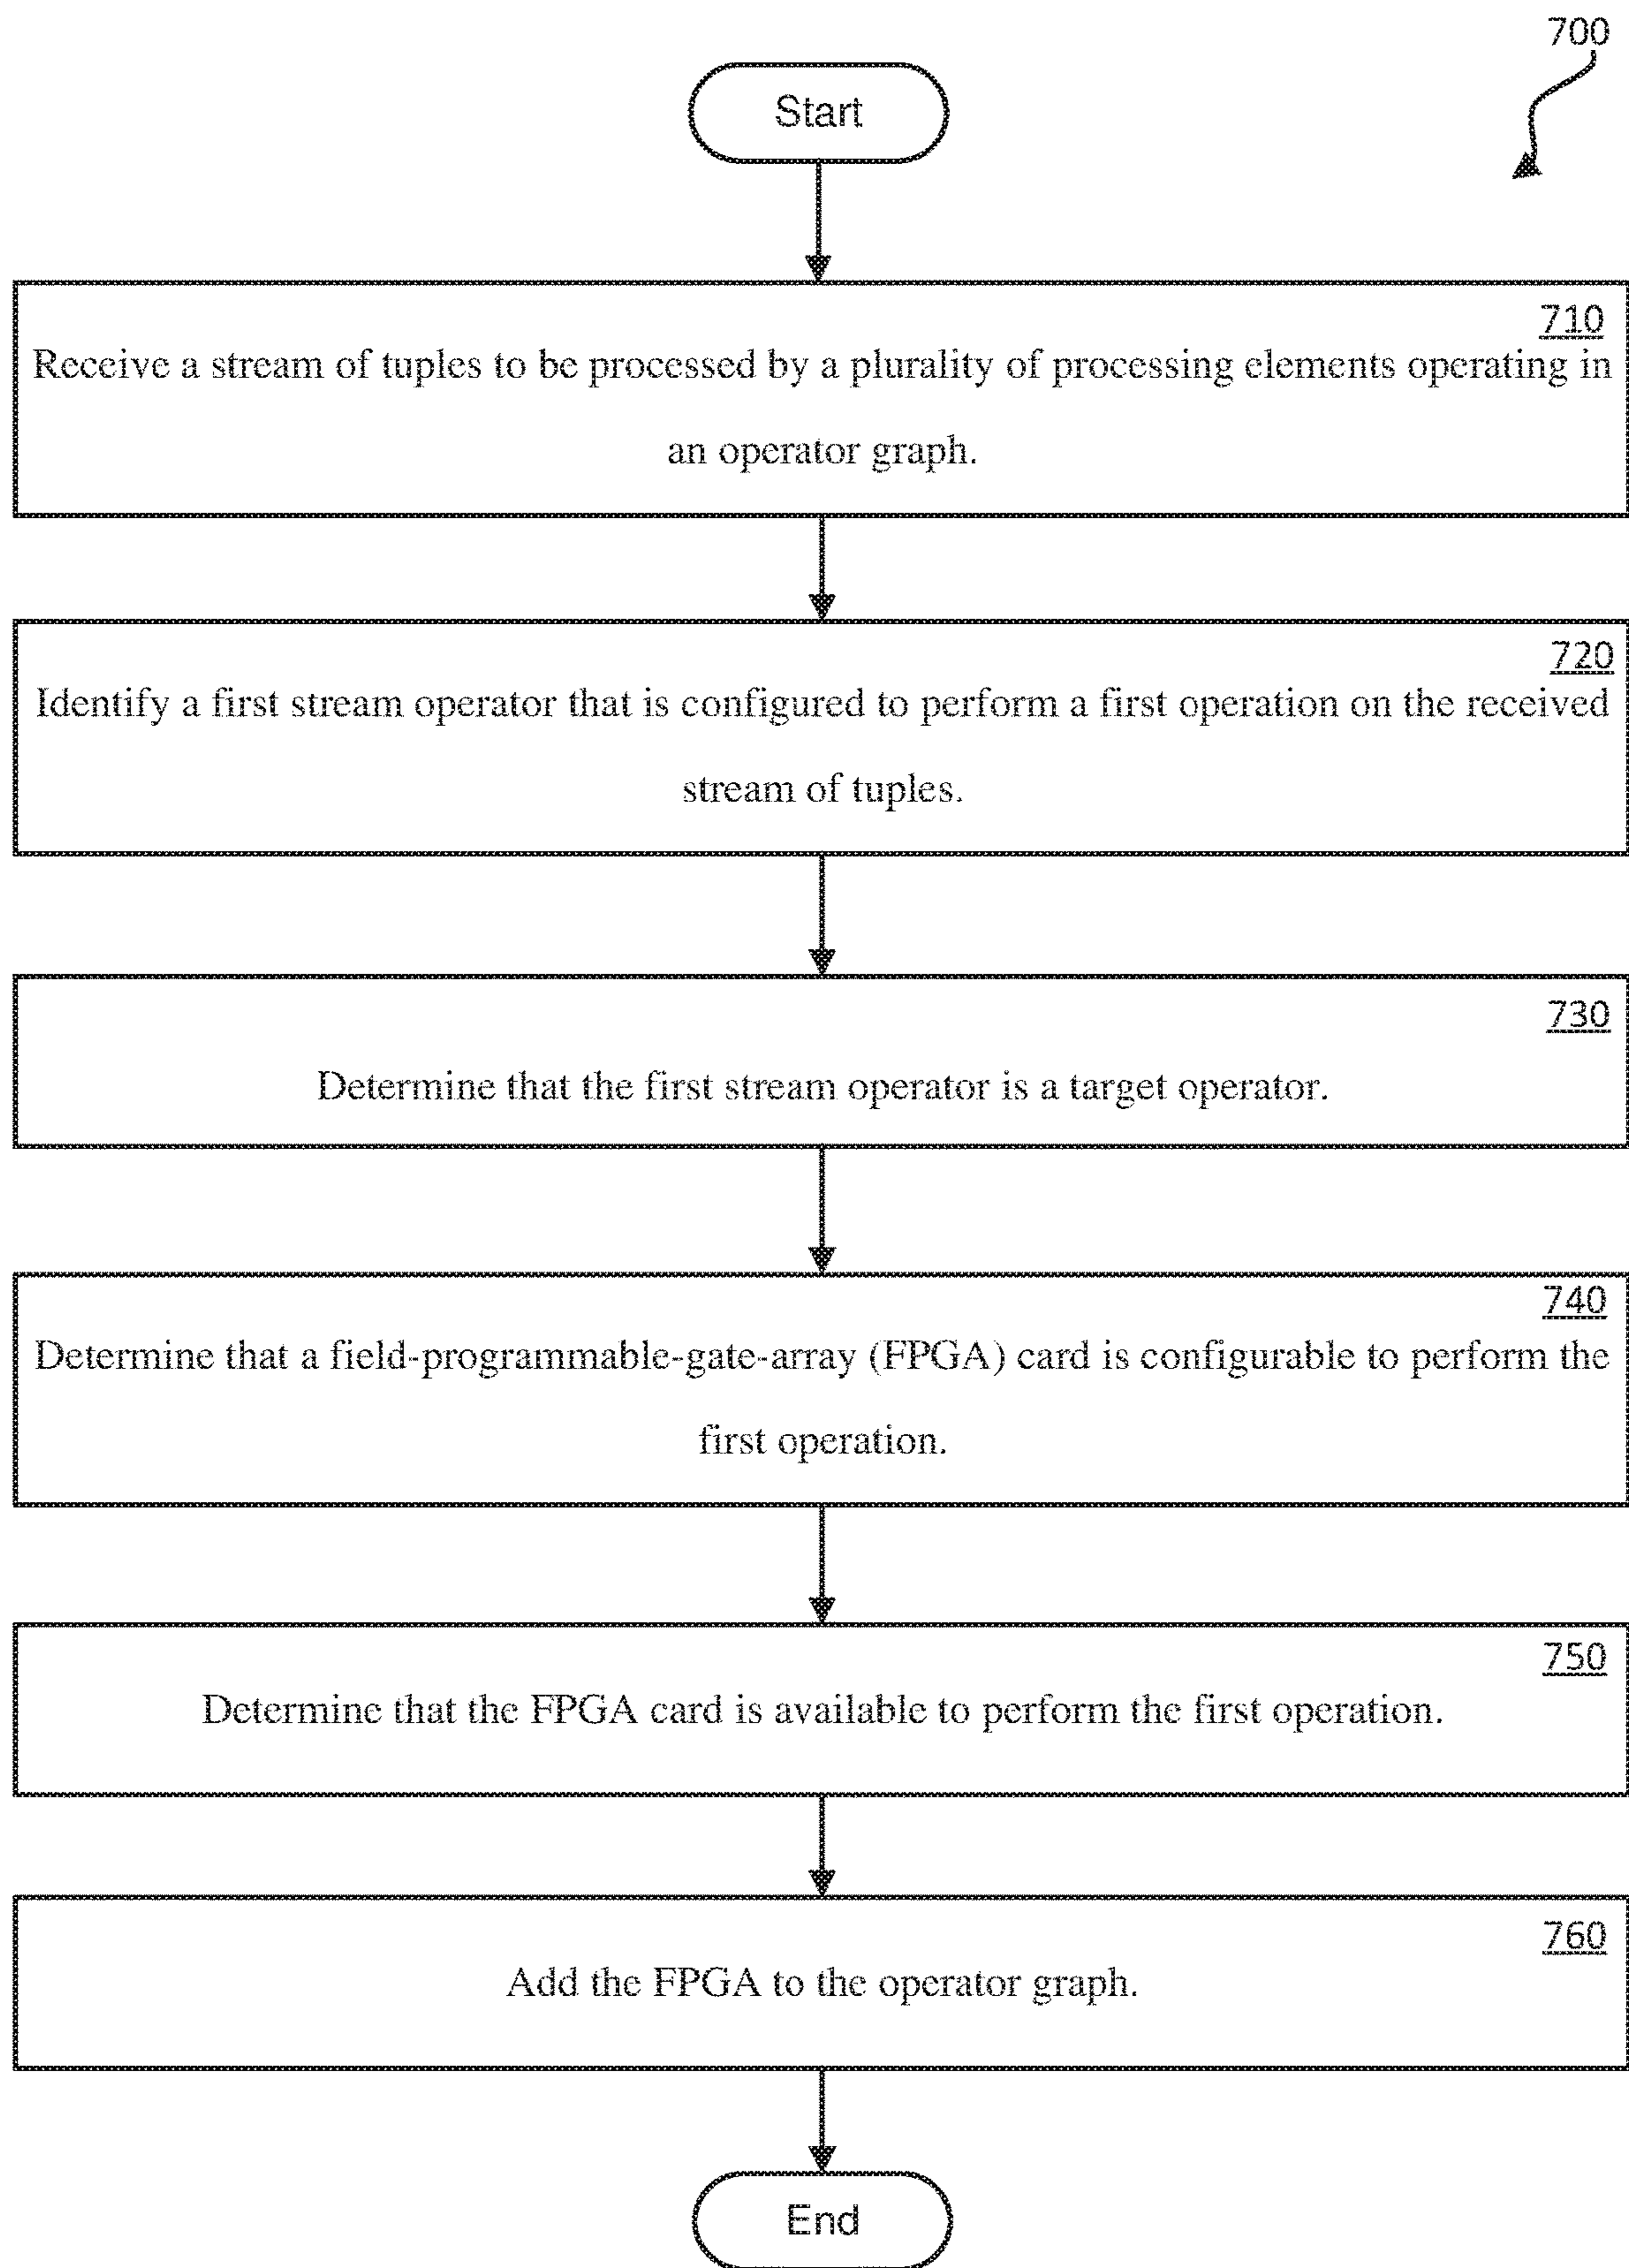 700
Start
710
Receive a stream of tuples to be processed by a plurality of processing elements operating in
an operator graph.
720
Identify a first stream operator that is configured to perform a first operation on the received
stream of tuples.
730
Determine that the first stream operator is a target operator.
740
Determine that a field-programmable-gate-array (FPGA) card is configurable to perform the
first operation.
750
Determine that the FPGA card is available to perform the first operation.
760
Add the FPGA to the operator graph.
End